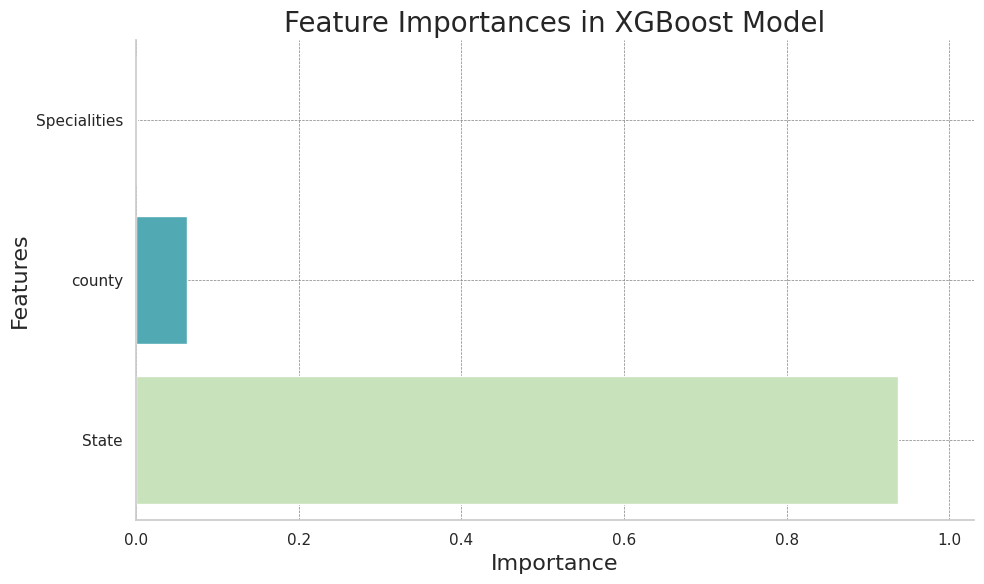 Feature Importances in XGBoost Model
Specialities
county
State
Features
0.0 0.2 0.4 0.6 0.8 1.0
Importance